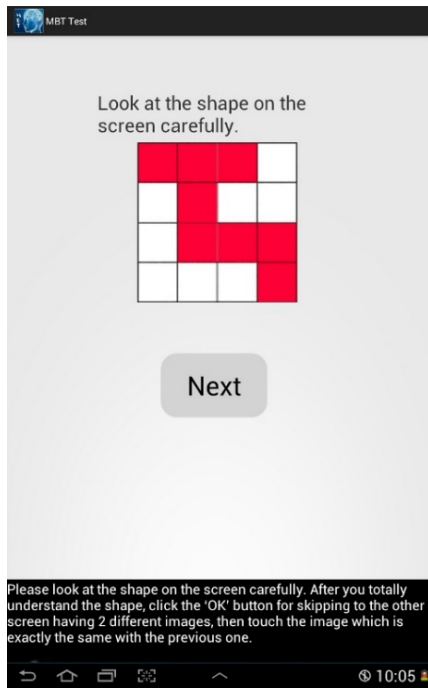 MBT Test
Look at the shape on the
screen carefully.
Next
Please look at the shape on the screen carefully. After you totally
understand the shape, click the 'OK' button for skipping to the other
screen having 2 different images, then touch the image which is
exactly the same with the previous one.
10:05